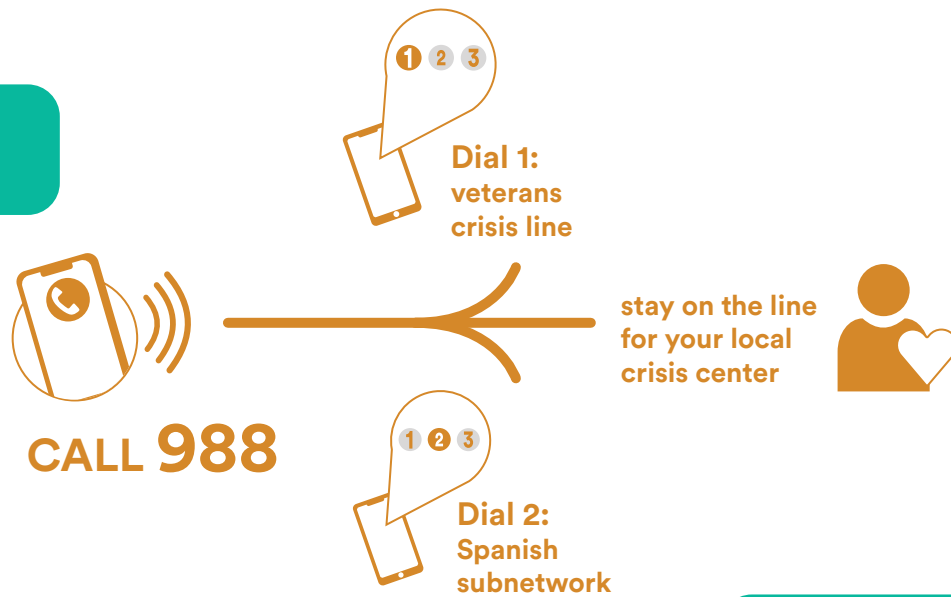 1 2 3
Dial 1:
veterans
crisis line
CALL 988
stay on the line
for your local
crisis center
1 2 3
Dial 2:
Spanish
subnetwork